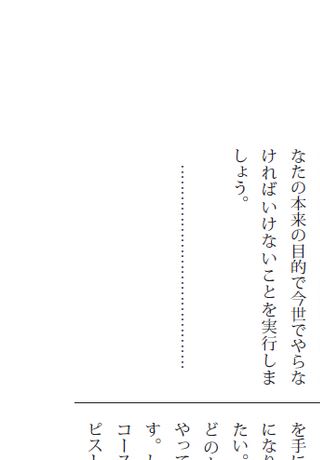 なたの本来の目的で今世でやらな
ければいけないことを実行しま
しょう。
……………………………
を手に
になり
たい。
どの
やって
す。
コース
ピスト